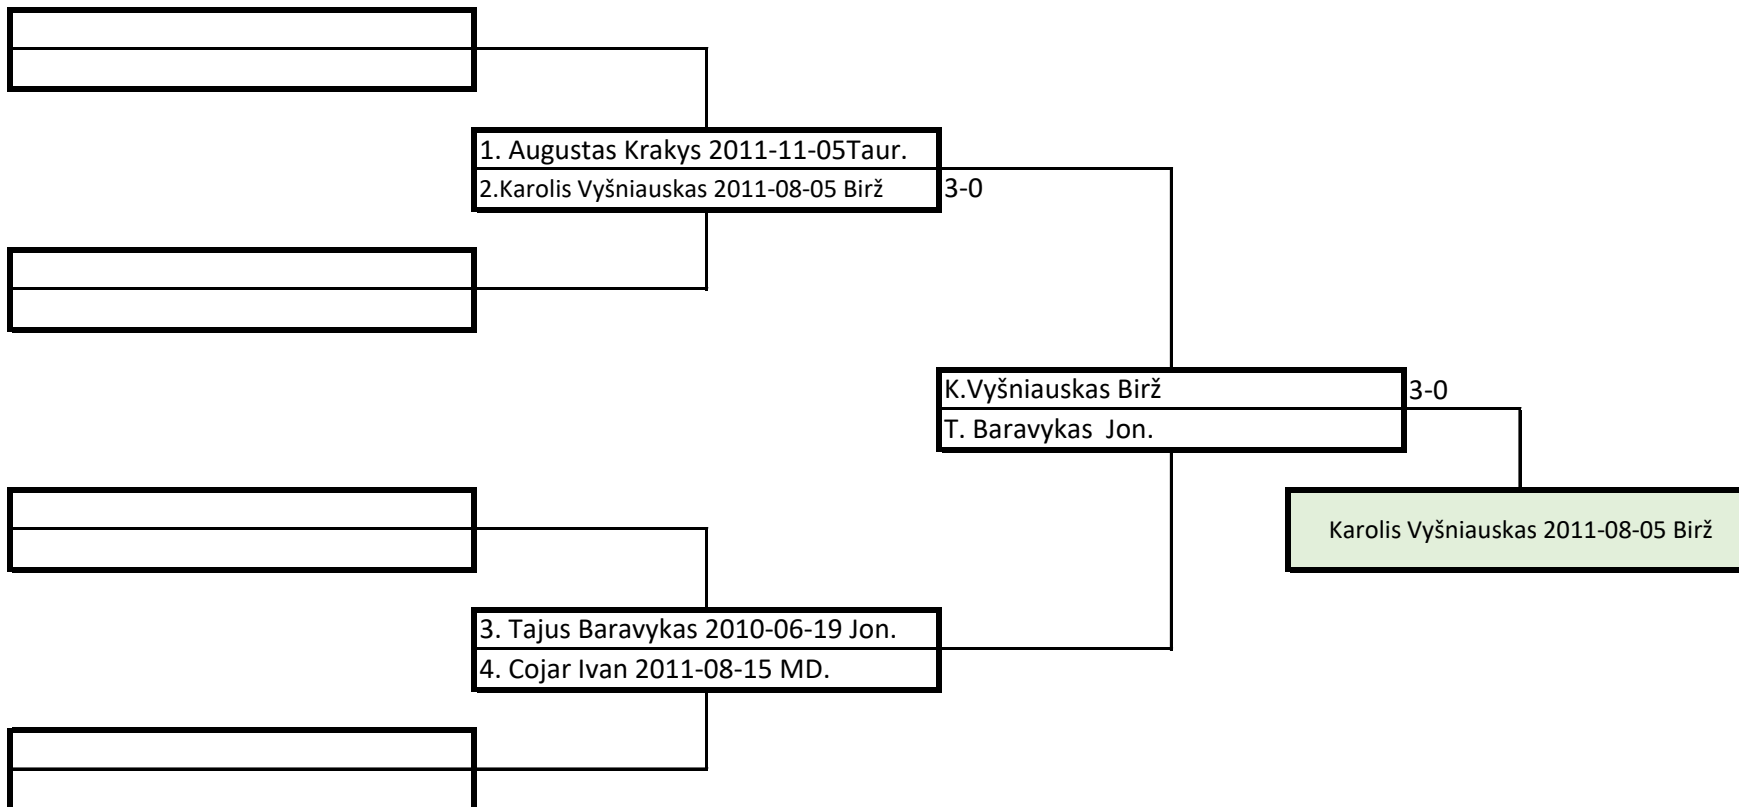 1. Augustas Krakys 2011-11-05Taur.
2.Karolis Vyšniauskas 2011-08-05 Birž 3-0
K.Vyšniauskas Birž 3-0
T. Baravykas  Jon.
Karolis Vyšniauskas 2011-08-05 Birž
3. Tajus Baravykas 2010-06-19 Jon.
4. Cojar Ivan 2011-08-15 MD.